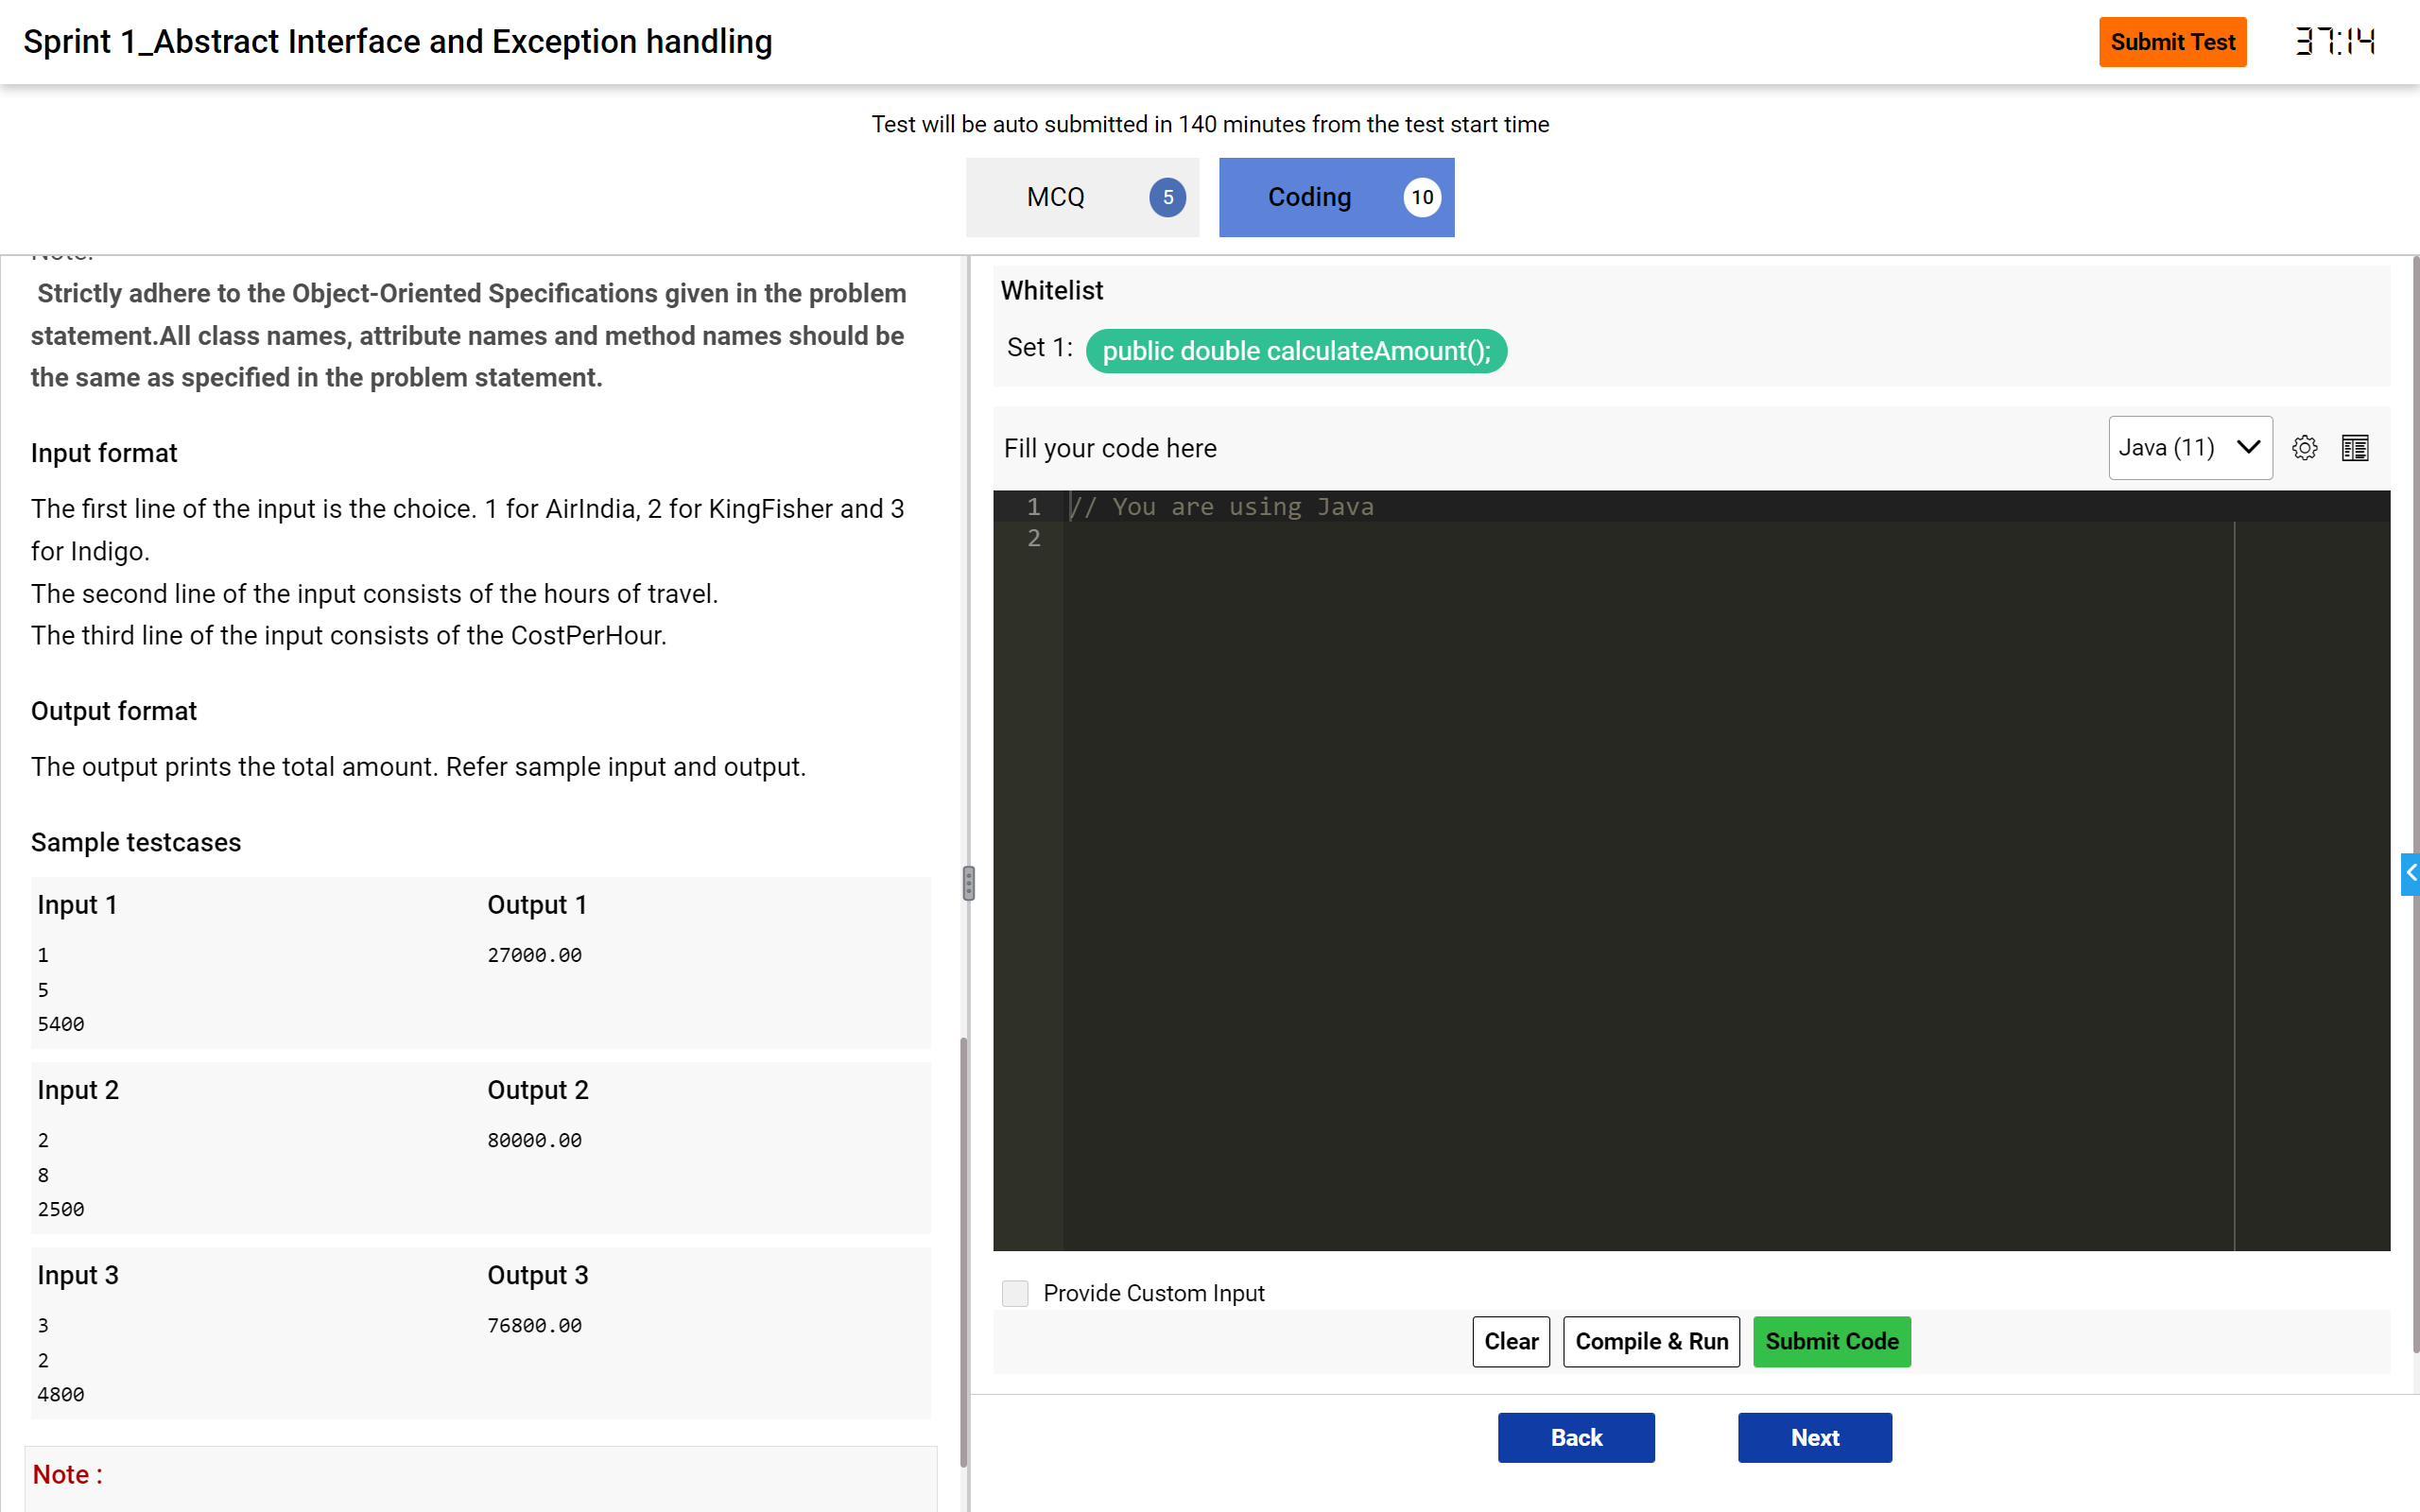 Sprint 1_Abstract Interface and Exception handling
Submit Test
37:14
Test will be auto submitted in 140 minutes from the test start time
MCQ 5
Coding 10
Note:
Strictly adhere to the Object-Oriented Specifications given in the problem
statement.All class names, attribute names and method names should be
the same as specified in the problem statement.
Input format
The first line of the input is the choice. 1 for AirIndia, 2 for KingFisher and 3
for Indigo.
The second line of the input consists of the hours of travel.
The third line of the input consists of the CostPerHour.
Output format
The output prints the total amount. Refer sample input and output.
Sample testcases
Input 1 Output 1
1 27000.00
5
5400
Input 2 Output 2
2 80000.00
8
2500
Input 3 Output 3
3 76800.00
2
4800
Note :
Whitelist
Set 1: public double calculateAmount();
Fill your code here
Java (11)
1 // You are using Java
2
Provide Custom Input
Clear
Compile & Run
Submit Code
Back
Next